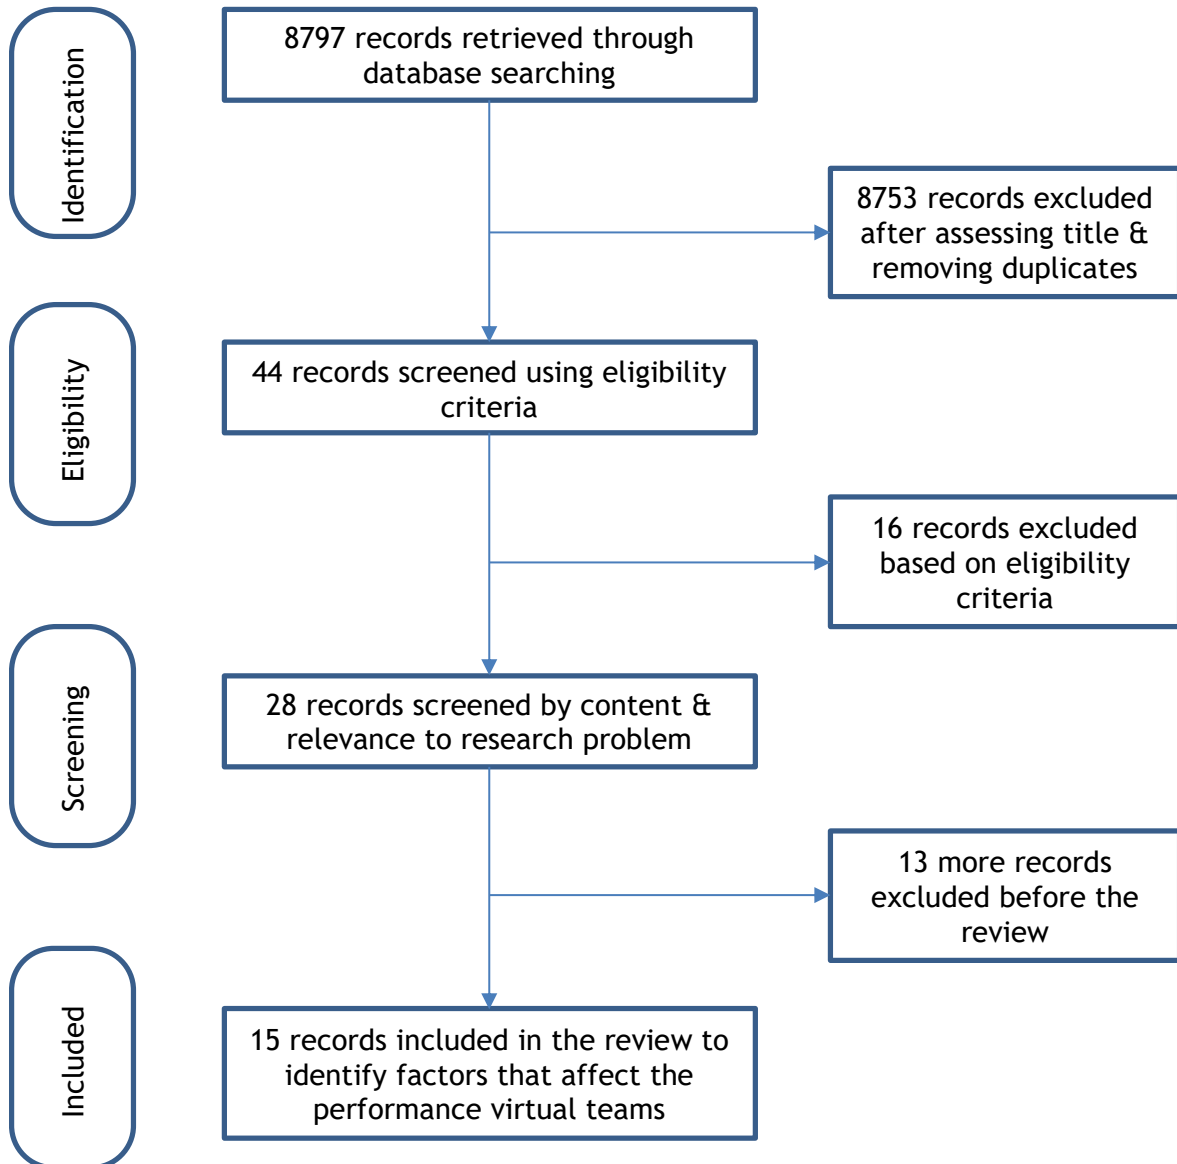 Identification
8797 records retrieved through
database searching
8753 records excluded
after assessing title &
removing duplicates
Eligibility
44 records screened using eligibility
criteria
16 records excluded
based on eligibility
criteria
Screening
28 records screened by content &
relevance to research problem
13 more records
excluded before the
review
Included
15 records included in the review to
identify factors that affect the
performance virtual teams